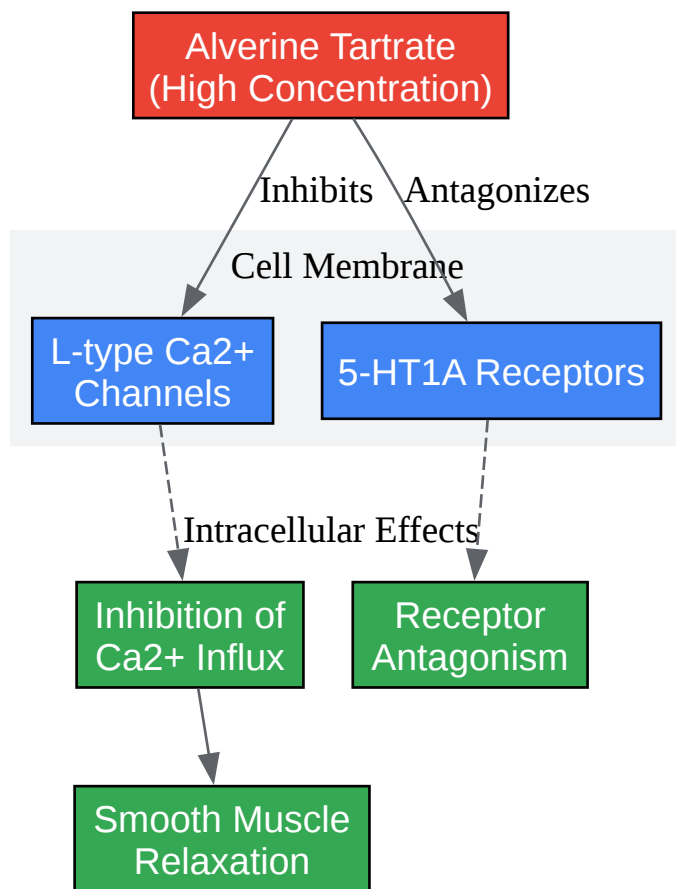 Alverine Tartrate
(High Concentration)
Inhibits
Antagonizes
Cell Membrane
L-type Ca2+
Channels
5-HT1A Receptors
Intracellular Effects
Inhibition of
Ca2+ Influx
Receptor
Antagonism
Smooth Muscle
Relaxation